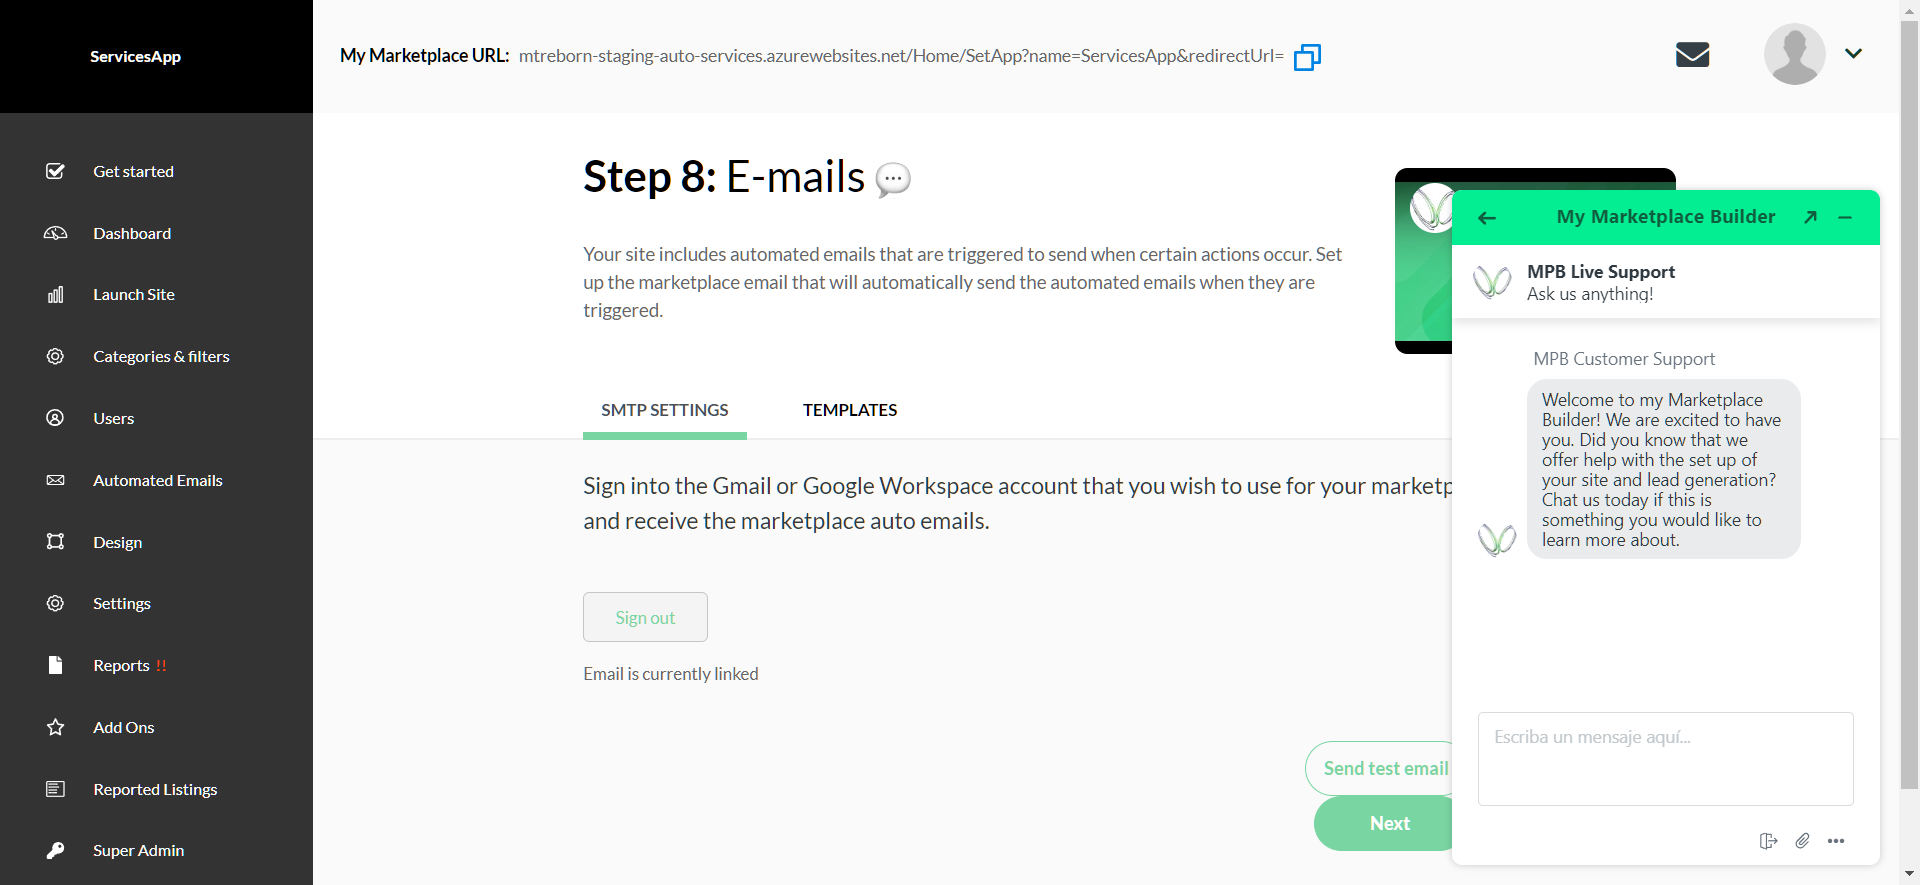 ServicesApp
My Marketplace URL: mtreborn-staging-auto-services.azurewebsites.net/Home/SetApp?name=ServicesApp&redirectUrl=
Get started
Dashboard
Launch Site
Categories & filters
Users
Automated Emails
Design
Settings
Reports !!
Add Ons
Reported Listings
Super Admin
Step 8: E-mails
Your site includes automated emails that are triggered to send when certain actions occur. Set
up the marketplace email that will automatically send the automated emails when they are
triggered.
SMTP SETTINGS
TEMPLATES
Sign into the Gmail or Google Workspace account that you wish to use for your marketp
and receive the marketplace auto emails.
Sign out
Email is currently linked
Send test email
Next
My Marketplace Builder
MPB Live Support
Ask us anything!
MPB Customer Support
Welcome to my Marketplace
Builder! We are excited to have
you. Did you know that we
offer help with the set up of
your site and lead generation?
Chat us today if this is
something you would like to
learn more about.
Escriba un mensaje aquí...